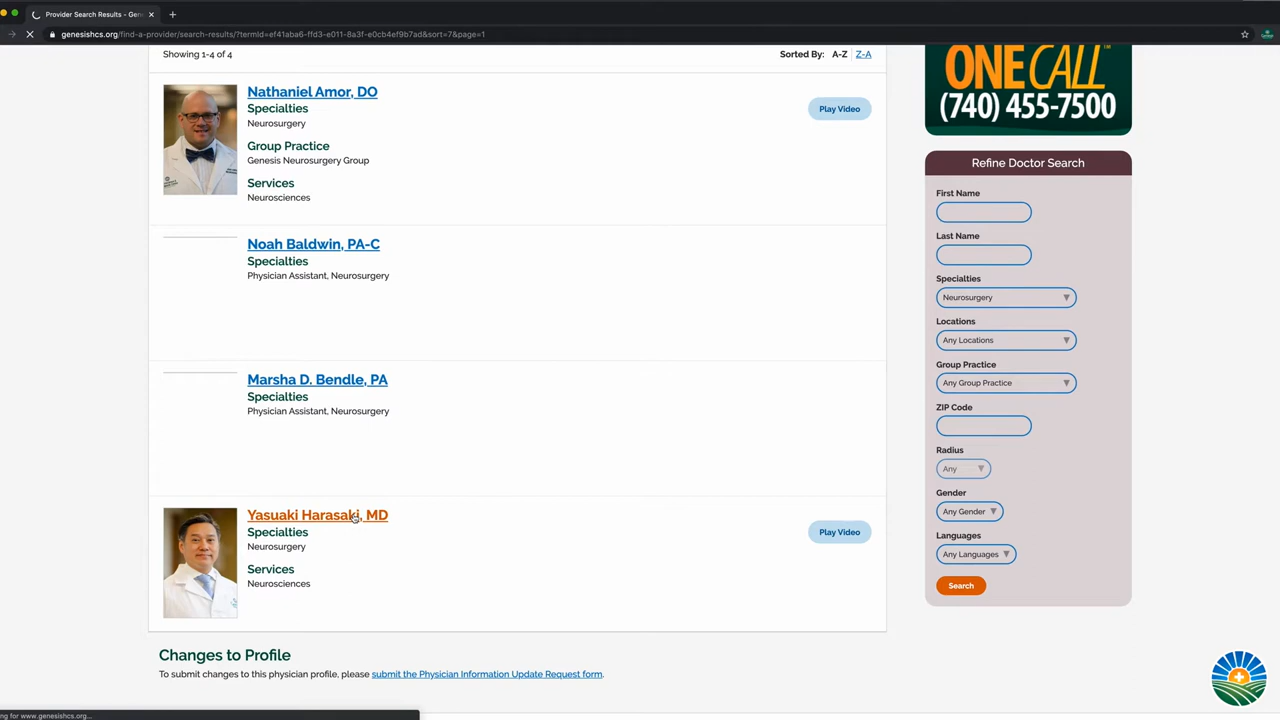 Provider Search Results - Gen
genesishcs.org/find-a-provider/search-results/?termId=ef41aba6-ffd3-e011-8a3f-e0cb4ef9b7ad&sort=7&page=1
Showing 1-4 of 4
Sorted By: A-Z Z-A
Nathaniel Amor, DO
Specialties
Neurosurgery
Group Practice
Genesis Neurosurgery Group
Services
Neurosciences
Play Video
Noah Baldwin, PA-C
Specialties
Physician Assistant, Neurosurgery
Marsha D. Bendle, PA
Specialties
Physician Assistant, Neurosurgery
Yasuaki Harasaki, MD
Specialties
Neurosurgery
Services
Neurosciences
Play Video
Changes to Profile
To submit changes to this physician profile, please submit the Physician Information Update Request form.
ONE CALL™
(740) 455-7500
Refine Doctor Search
First Name
Last Name
Specialties
Neurosurgery
Locations
Any Locations
Group Practice
Any Group Practice
ZIP Code
Radius
Any
Gender
Any Gender
Languages
Any Languages
Search
ng for www.genesishcs.org...